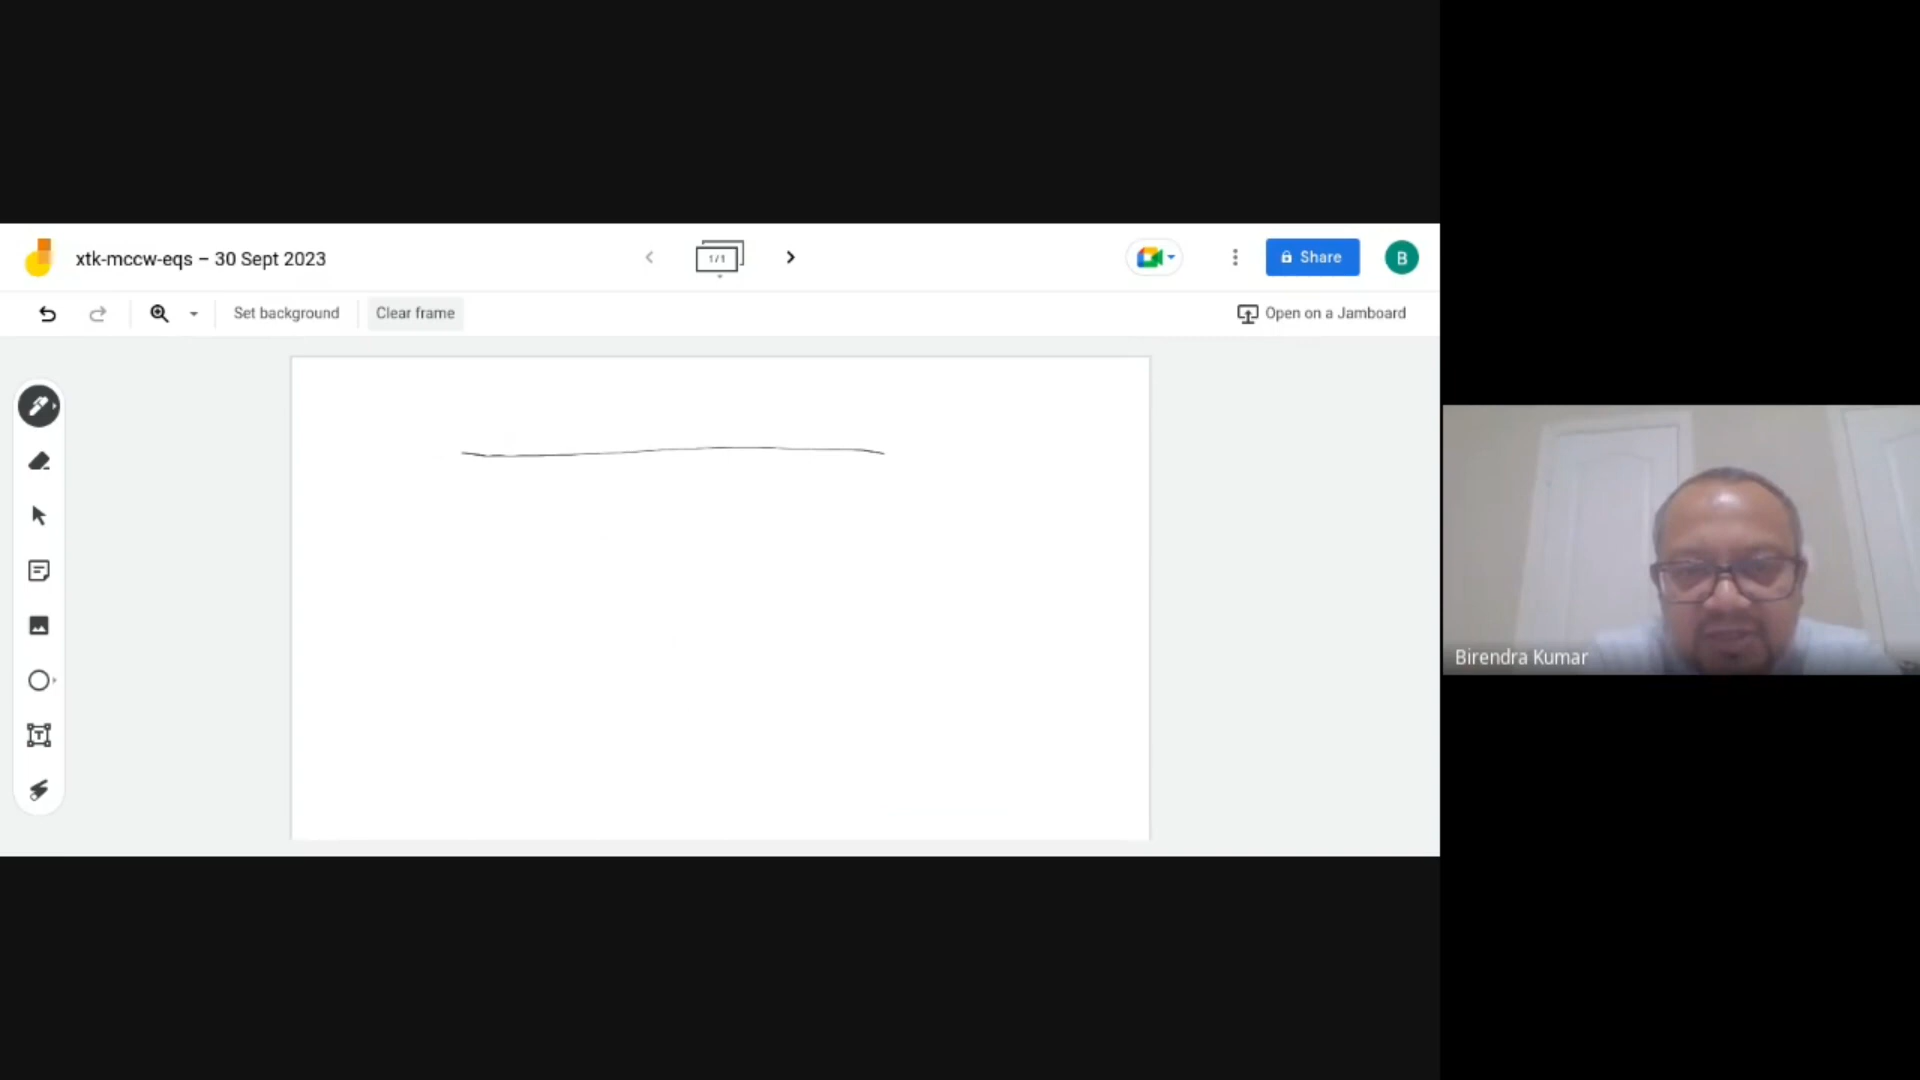 xtk-mccw-eqs – 30 Sept 2023
1/1
Share
B
Set background
Clear frame
Open on a Jamboard
T
Birendra Kumar